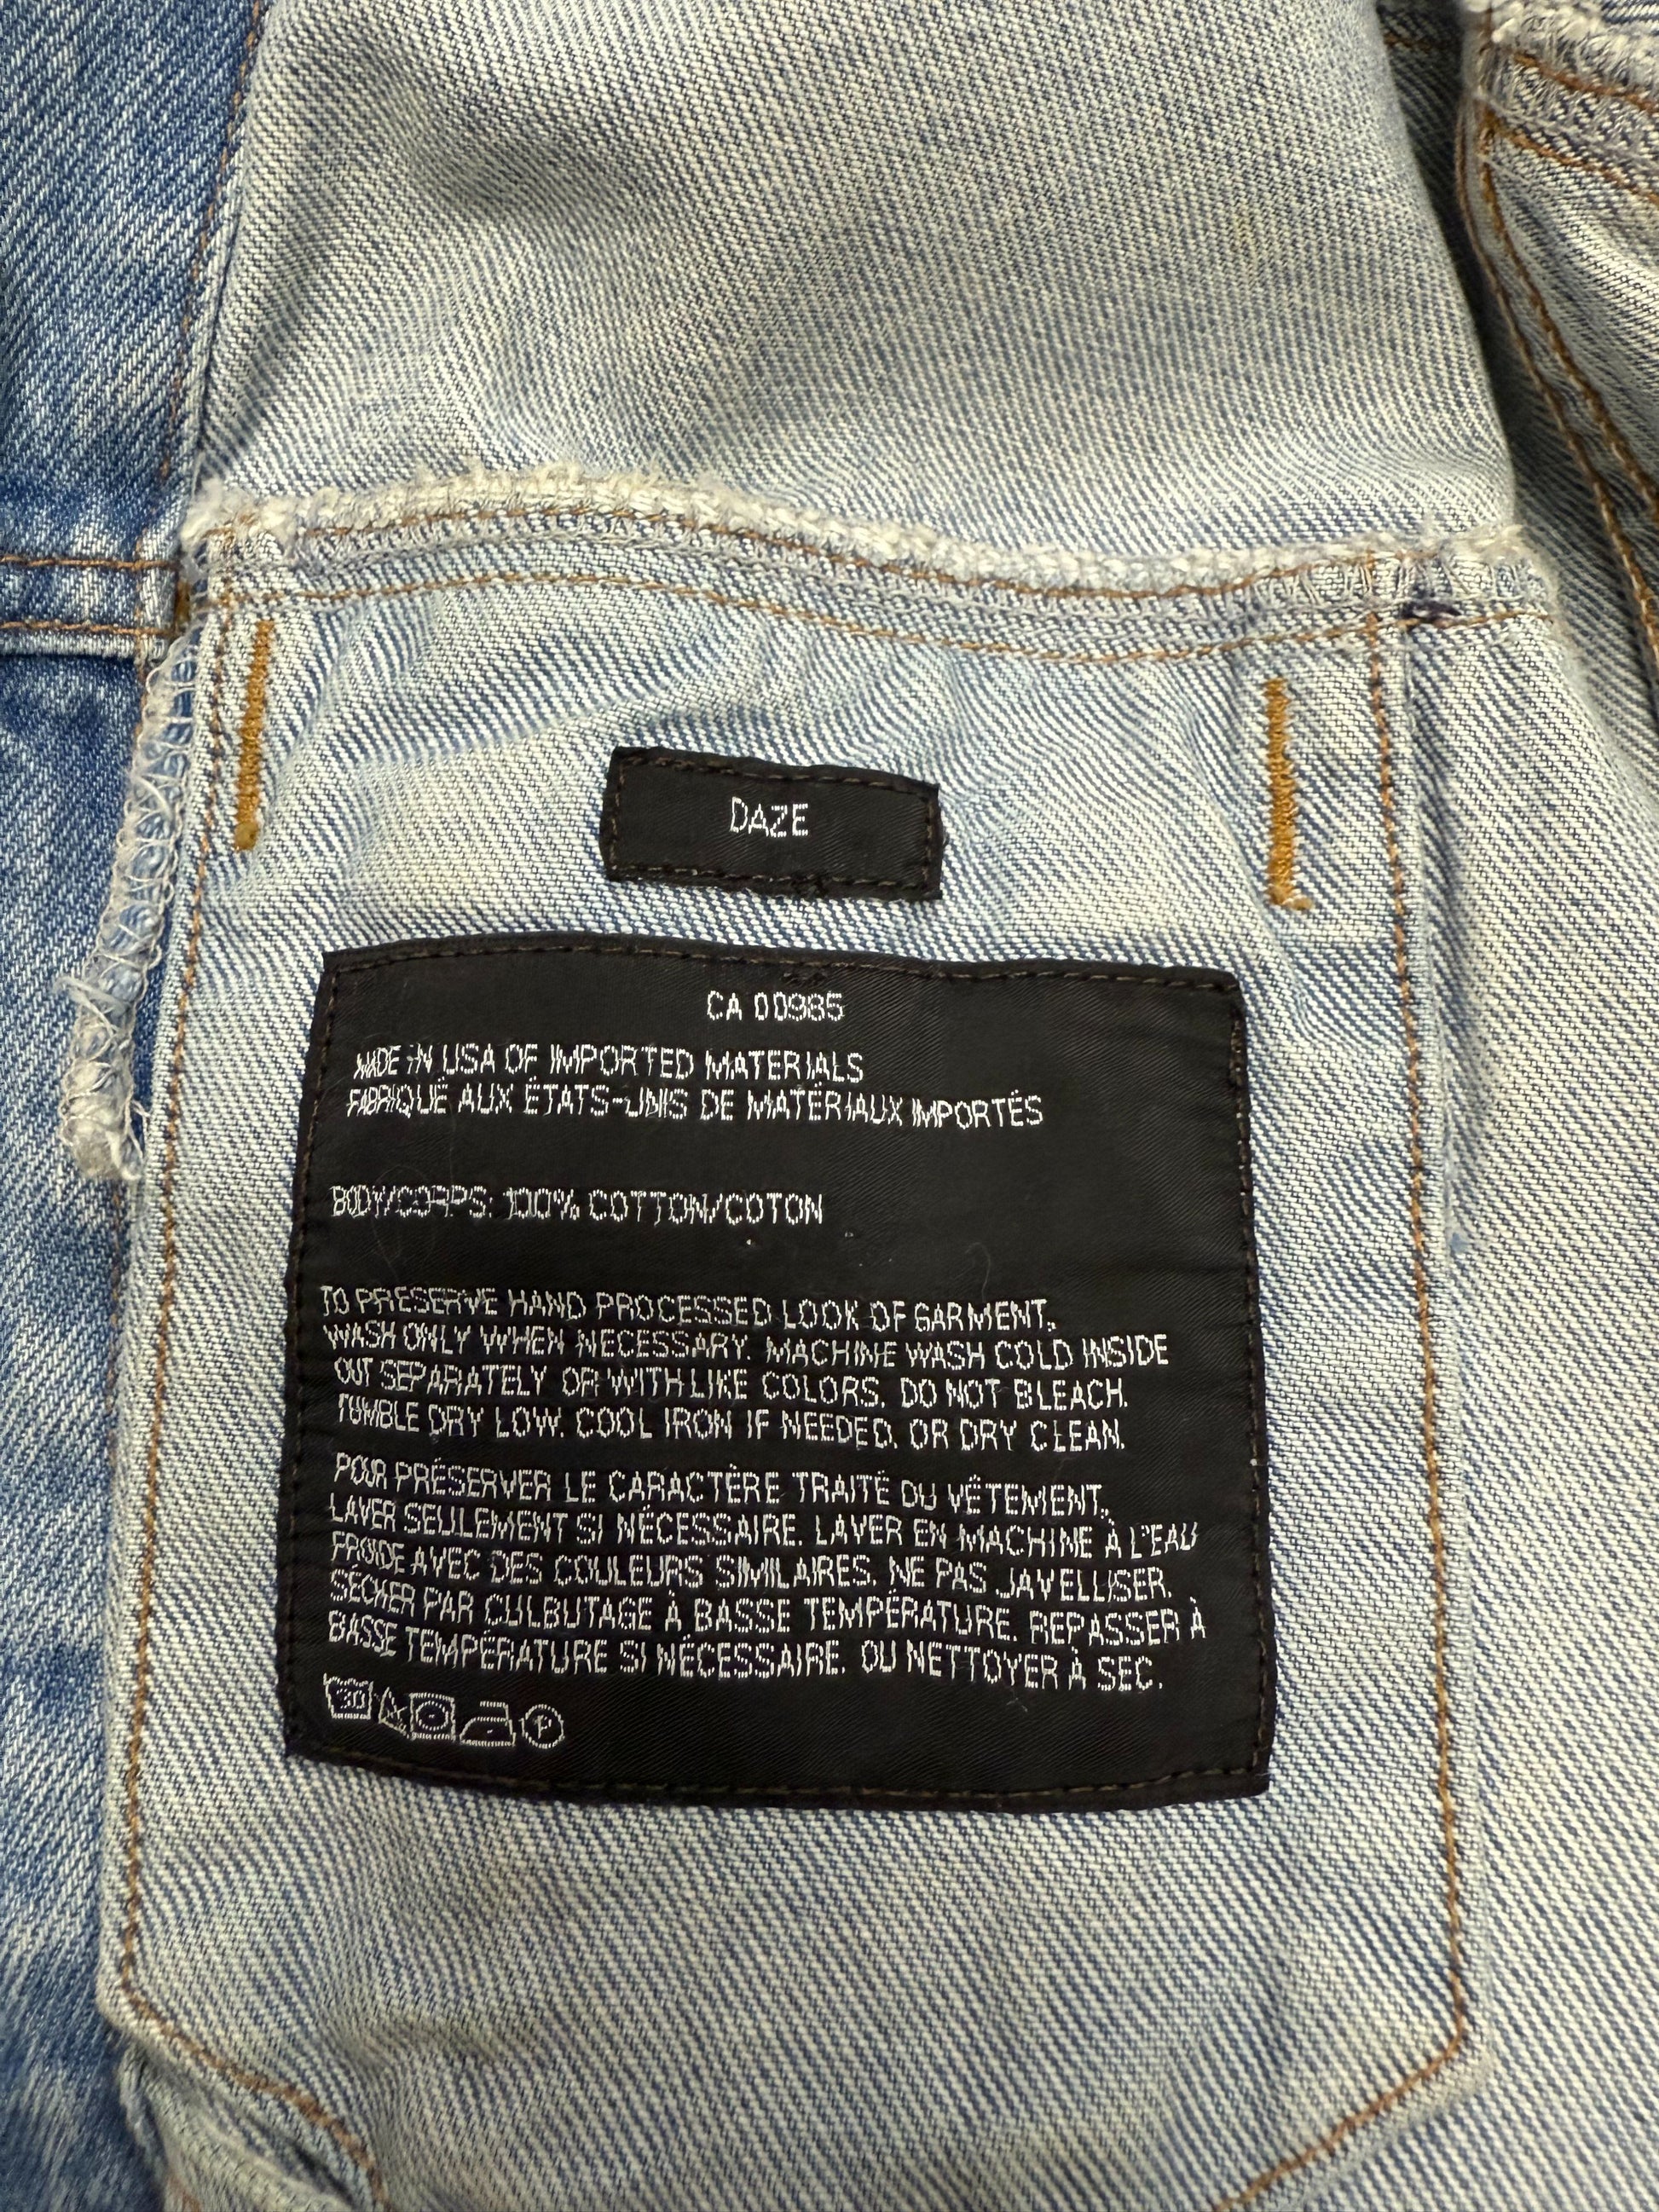 DAZE
CA 00985
MADE IN USA OF IMPORTED MATERIALS
FABRIQUÉ AUX ÉTATS-UNIS DE MATÉRIAUX IMPORTÉS
BODY/CORPS: 100% COTTON/COTON
TO PRESERVE HAND PROCESSED LOOK OF GARMENT,
WASH ONLY WHEN NECESSARY. MACHINE WASH COLD INSIDE
OUT SEPARATELY OR WITH LIKE COLORS. DO NOT BLEACH.
TUMBLE DRY LOW. COOL IRON IF NEEDED. OR DRY CLEAN.
POUR PRÉSERVER LE CARACTÈRE TRAITÉ DU VÊTEMENT,
LAVER SEULEMENT SI NÉCESSAIRE. LAVER EN MACHINE À L'EAU
FROIDE AVEC DES COULEURS SIMILAIRES. NE PAS JAVELLISER.
SÉCHER PAR CULBUTAGE À BASSE TEMPÉRATURE. REPASSER À
BASSE TEMPÉRATURE SI NÉCESSAIRE. OU NETTOYER À SEC.
30 P